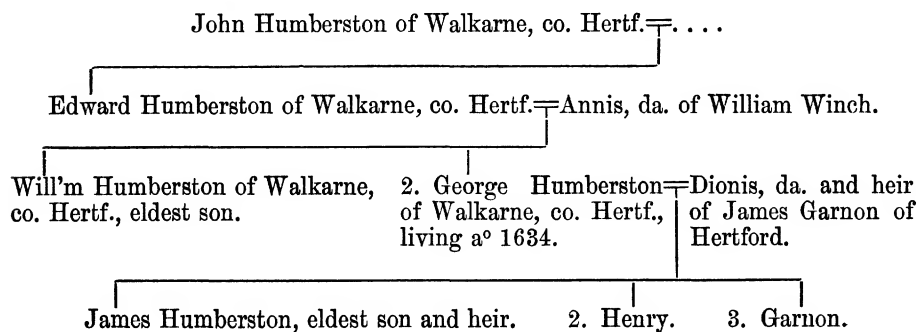 John Humberston of Walkarne, co. Hertf.=....
Edward Humberston of Walkarne, co. Hertf.=Annis, da. of William Winch.
Will'm Humberston of Walkarne,
co. Hertf., eldest son.
2. George Humberston=Dionis, da. and heir
of Walkarne, co. Hertf., of James Garnon of
living aº 1634. Hertford.
James Humberston, eldest son and heir. 2. Henry. 3. Garnon.